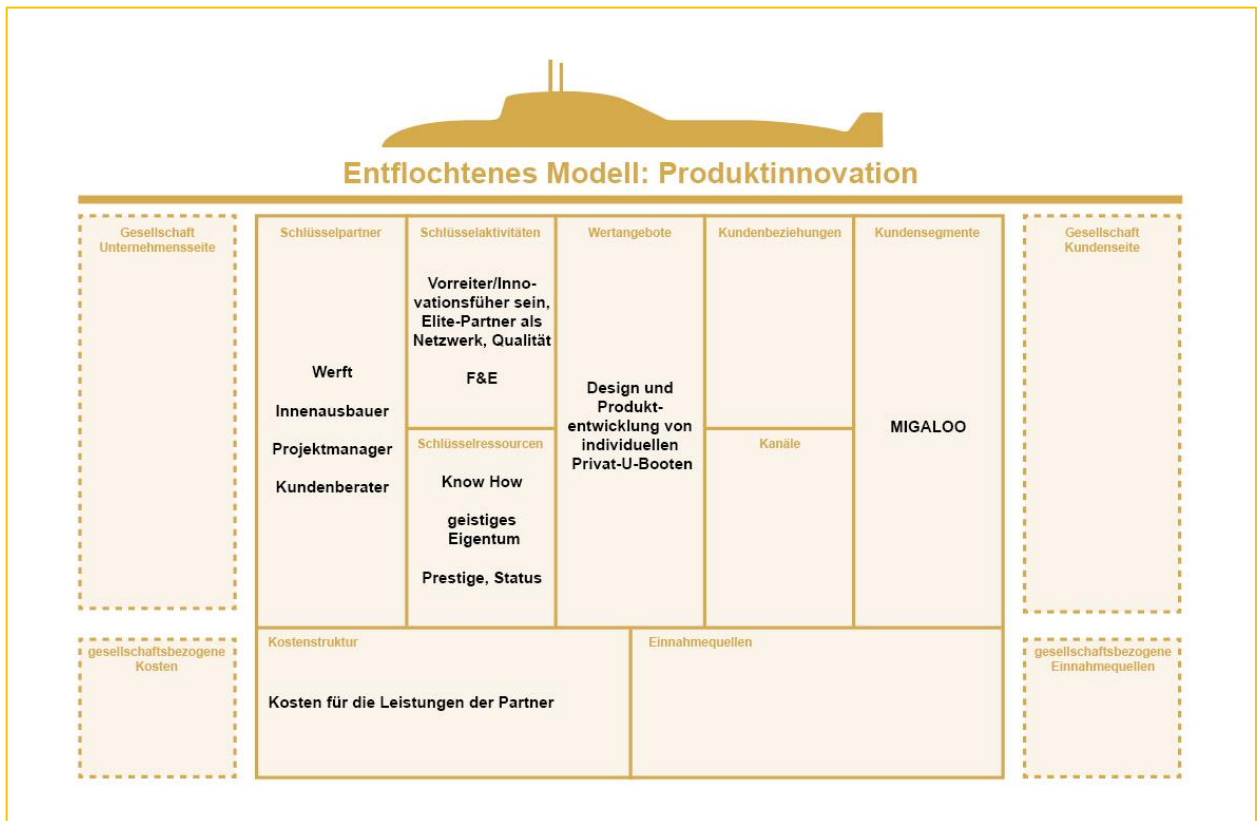 Entflochtenes Modell: Produktinnovation
Gesellschaft
Unternehmensseite
Schlüsselpartner
Werft
Innenausbauer
Projektmanager
Kundenberater
Schlüsselaktivitäten
Vorreiter/Inno-
vationsfüher sein,
Elite-Partner als
Netzwerk, Qualität
F&E
Schlüsselressourcen
Know How
geistiges
Eigentum
Prestige, Status
Wertangebote
Design und
Produkt-
entwicklung von
individuellen
Privat-U-Booten
Kundenbeziehungen
Kanäle
Kundensegmente
MIGALOO
Gesellschaft
Kundenseite
gesellschaftsbezogene
Kosten
Kostenstruktur
Kosten für die Leistungen der Partner
Einnahmequellen
gesellschaftsbezogene
Einnahmequellen